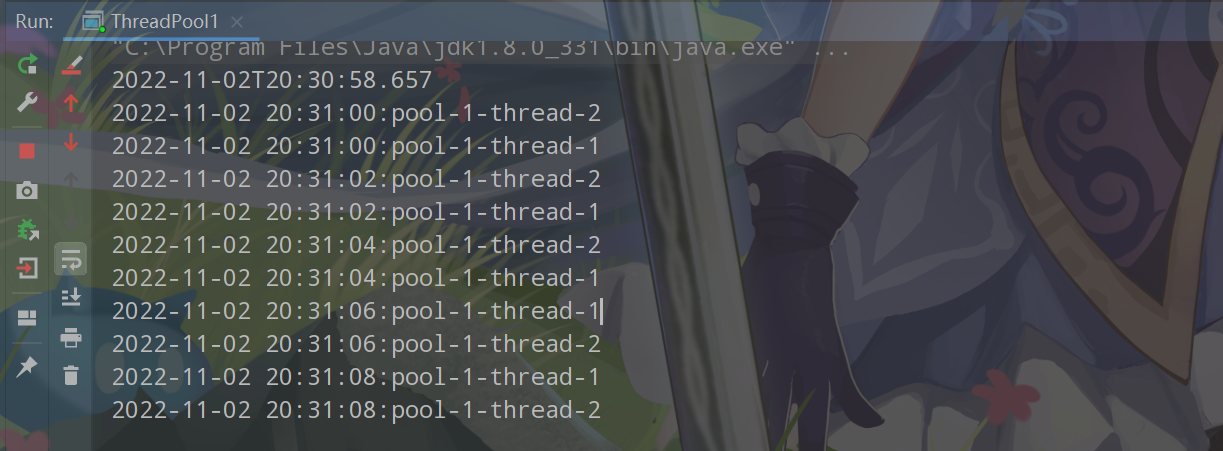 Run: ThreadPool1
"C:\Program Files\Java\jdk1.8.0_331\bin\java.exe" ...
2022-11-02T20:30:58.657
2022-11-02 20:31:00:pool-1-thread-2
2022-11-02 20:31:00:pool-1-thread-1
2022-11-02 20:31:02:pool-1-thread-2
2022-11-02 20:31:02:pool-1-thread-1
2022-11-02 20:31:04:pool-1-thread-2
2022-11-02 20:31:04:pool-1-thread-1
2022-11-02 20:31:06:pool-1-thread-1
2022-11-02 20:31:06:pool-1-thread-2
2022-11-02 20:31:08:pool-1-thread-1
2022-11-02 20:31:08:pool-1-thread-2